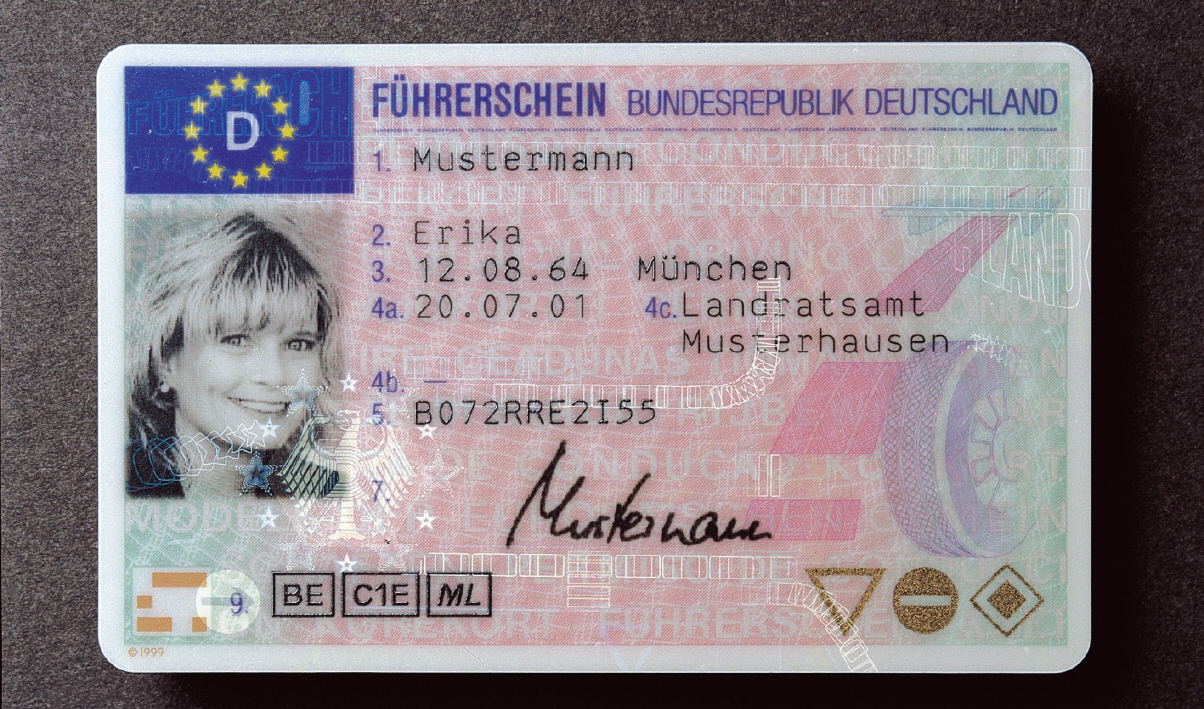 D
FÜHRERSCHEIN BUNDESREPUBLIK DEUTSCHLAND
1. Mustermann
2. Erika
3. 12.08.64 München
4a. 20.07.01 4c. Landratsamt
Musterhausen
4b. —
5. B072RRE2I55
7. Mustermann
9. BE C1E ML
© 1999